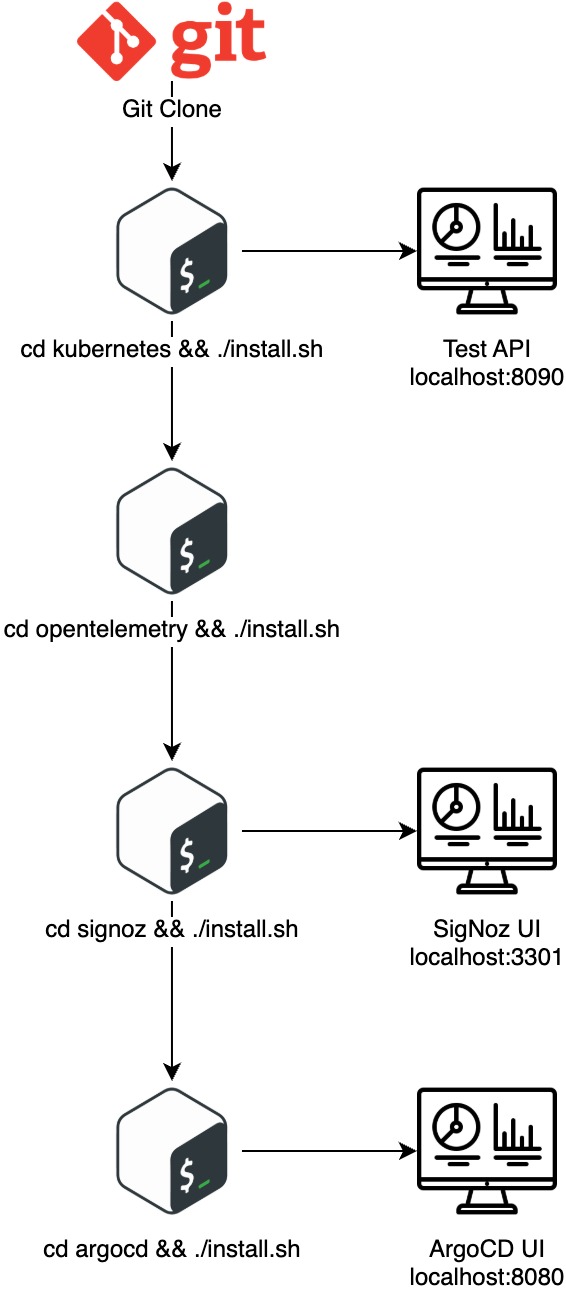 git
Git Clone
$_
cd kubernetes && ./install.sh
Test API
localhost:8090
$_
cd opentelemetry && ./install.sh
$_
cd signoz && ./install.sh
SigNoz UI
localhost:3301
$_
cd argocd && ./install.sh
ArgoCD UI
localhost:8080